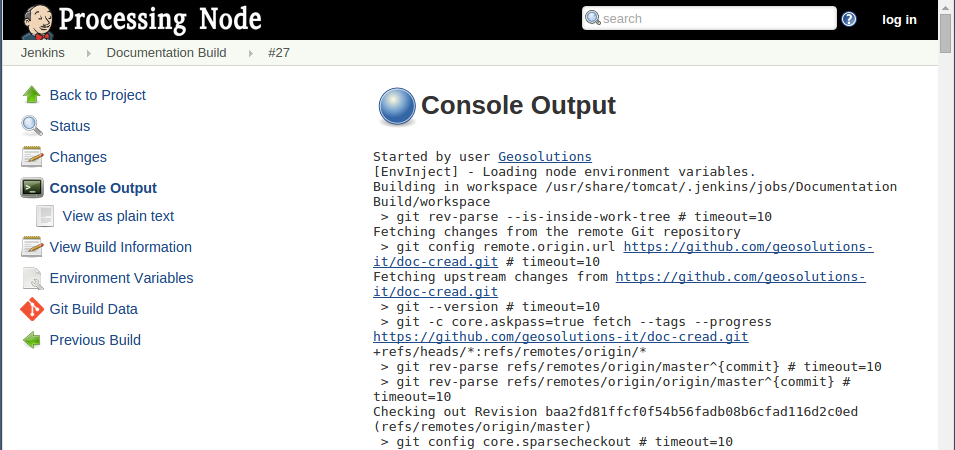 Processing Node
search
log in
Jenkins Documentation Build #27
Back to Project
Status
Changes
Console Output
View as plain text
View Build Information
Environment Variables
Git Build Data
Previous Build
Console Output
Started by user Geosolutions
[EnvInject] - Loading node environment variables.
Building in workspace /usr/share/tomcat/.jenkins/jobs/Documentation
Build/workspace
 > git rev-parse --is-inside-work-tree # timeout=10
Fetching changes from the remote Git repository
 > git config remote.origin.url https://github.com/geosolutions-
it/doc-cread.git # timeout=10
Fetching upstream changes from https://github.com/geosolutions-
it/doc-cread.git
 > git --version # timeout=10
 > git -c core.askpass=true fetch --tags --progress
https://github.com/geosolutions-it/doc-cread.git
+refs/heads/*:refs/remotes/origin/*
 > git rev-parse refs/remotes/origin/master^{commit} # timeout=10
 > git rev-parse refs/remotes/origin/origin/master^{commit} #
timeout=10
Checking out Revision baa2fd81ffcf0f54b56fadb08b6cfad116d2c0ed
(refs/remotes/origin/master)
 > git config core.sparsecheckout # timeout=10